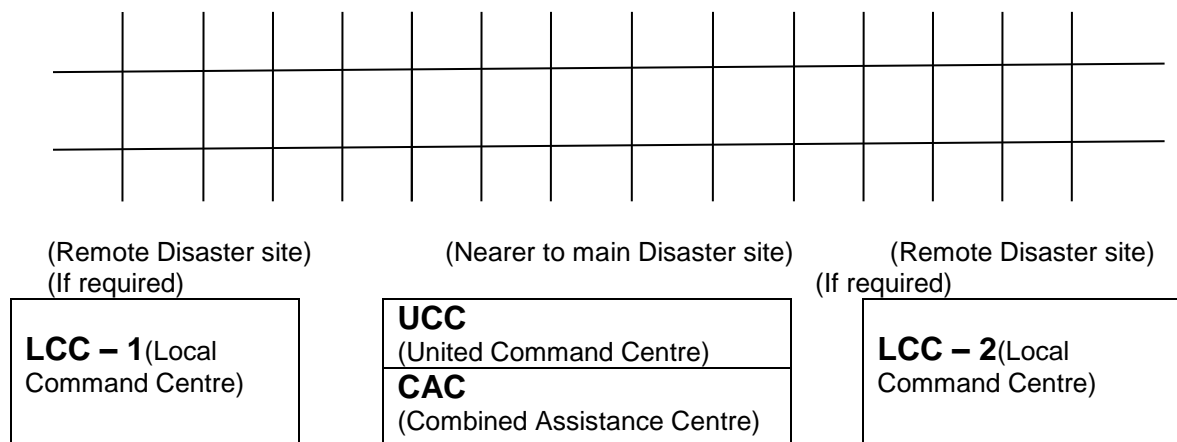 (Remote Disaster site)
(If required)
(Nearer to main Disaster site)
(Remote Disaster site)
(If required)
LCC – 1(Local
Command Centre)
UCC
(United Command Centre)
CAC
(Combined Assistance Centre)
LCC – 2(Local
Command Centre)